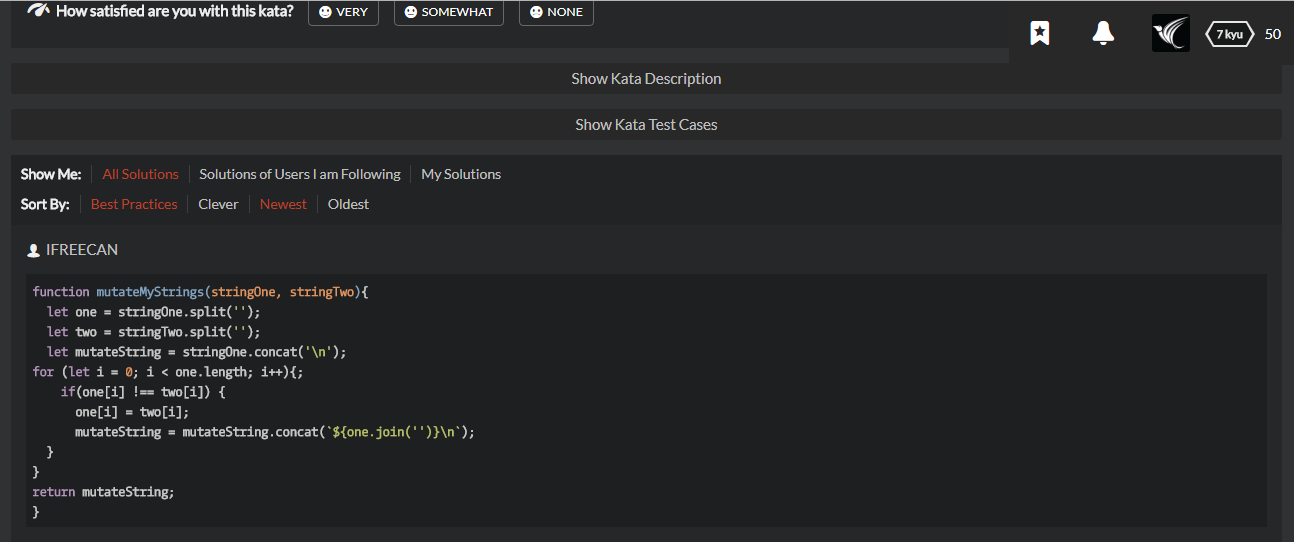 How satisfied are you with this kata? VERY SOMEWHAT NONE
7 kyu 50
Show Kata Description
Show Kata Test Cases
Show Me: All Solutions Solutions of Users I am Following My Solutions
Sort By: Best Practices Clever Newest Oldest
IFREECAN
function mutateMyStrings(stringOne, stringTwo){
  let one = stringOne.split('');
  let two = stringTwo.split('');
  let mutateString = stringOne.concat('\n');
for (let i = 0; i < one.length; i++){;
    if(one[i] !== two[i]) {
      one[i] = two[i];
      mutateString = mutateString.concat(`${one.join('')}\n`);
  }
}
return mutateString;
}